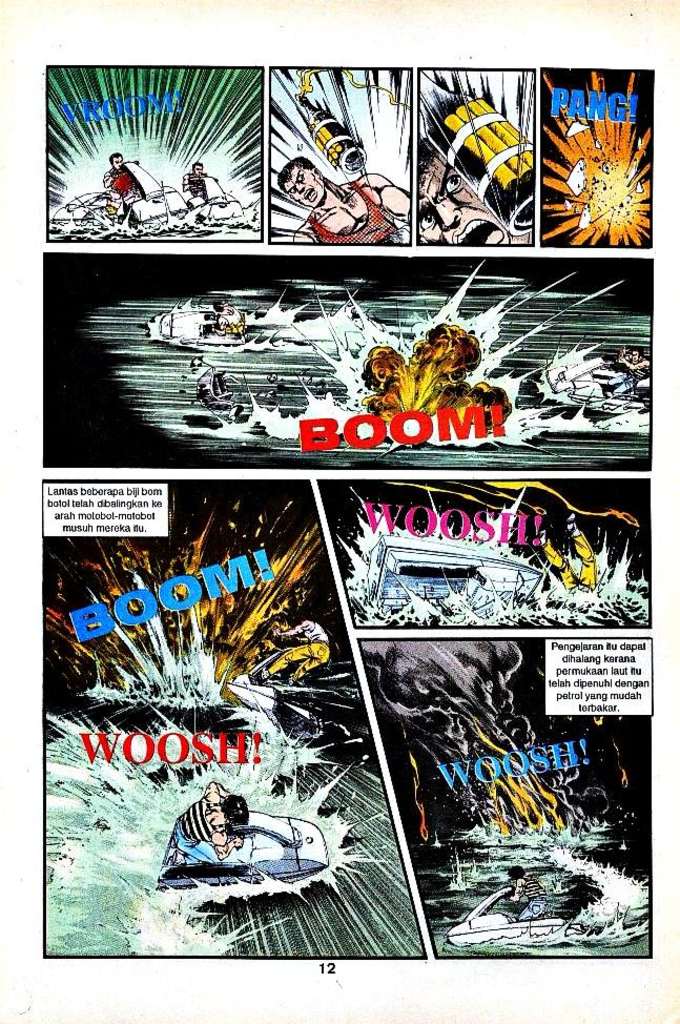 VROOM!
PANG!
BOOM!
Lantas beberapa biji bom
botol telah dibalingkan ke
arah motobot-motobot
musuh mereka itu.
BOOM!
WOOSH!
WOOSH!
Pengejaran itu dapat
dihalang kerana
permukaan laut itu
telah dipenuhi dengan
petrol yang mudah
terbakar.
WOOSH!
12